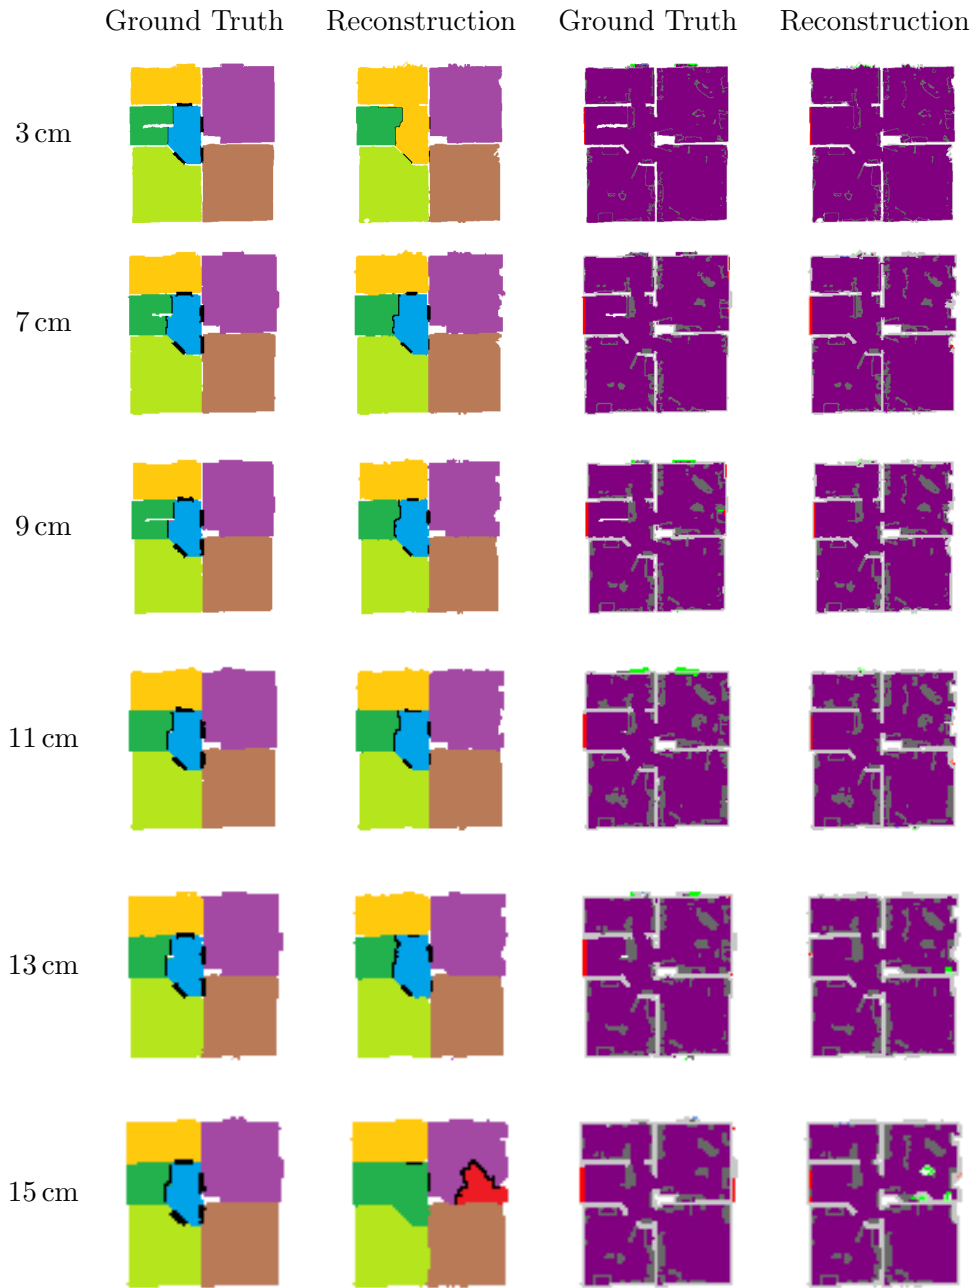 Ground Truth Reconstruction Ground Truth Reconstruction
3 cm
7 cm
9 cm
11 cm
13 cm
15 cm